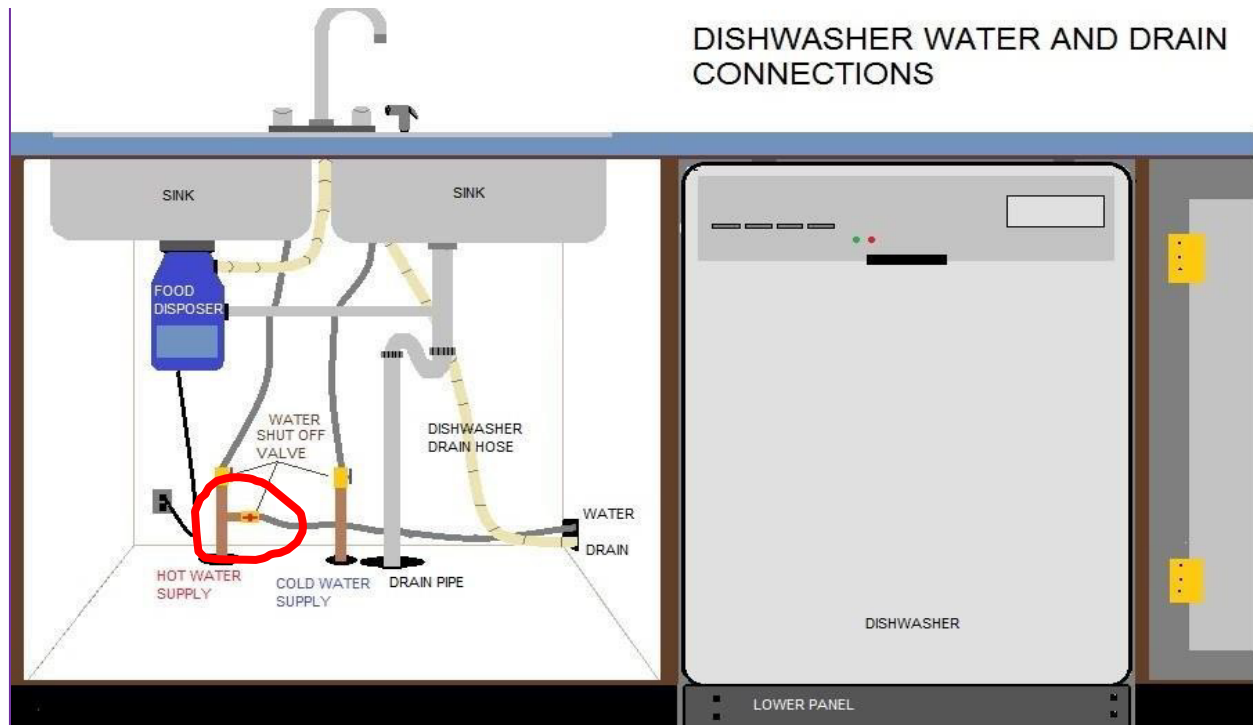 DISHWASHER WATER AND DRAIN
CONNECTIONS
SINK
SINK
FOOD
DISPOSER
WATER
SHUT OFF
VALVE
DISHWASHER
DRAIN HOSE
WATER
DRAIN
HOT WATER
SUPPLY
COLD WATER
SUPPLY
DRAIN PIPE
DISHWASHER
LOWER PANEL